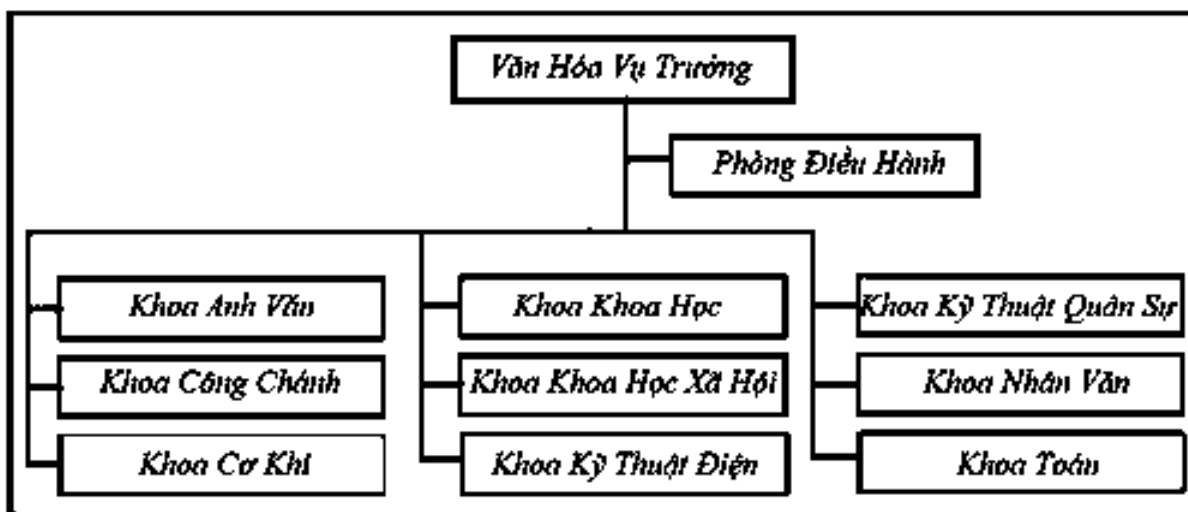 Văn Hóa Vụ Trưởng
Phòng Điều Hành
Khoa Anh Văn
Khoa Khoa Học
Khoa Kỹ Thuật Quân Sự
Khoa Công Chánh
Khoa Khoa Học Xã Hội
Khoa Nhân Văn
Khoa Cơ Khí
Khoa Kỹ Thuật Điện
Khoa Toán